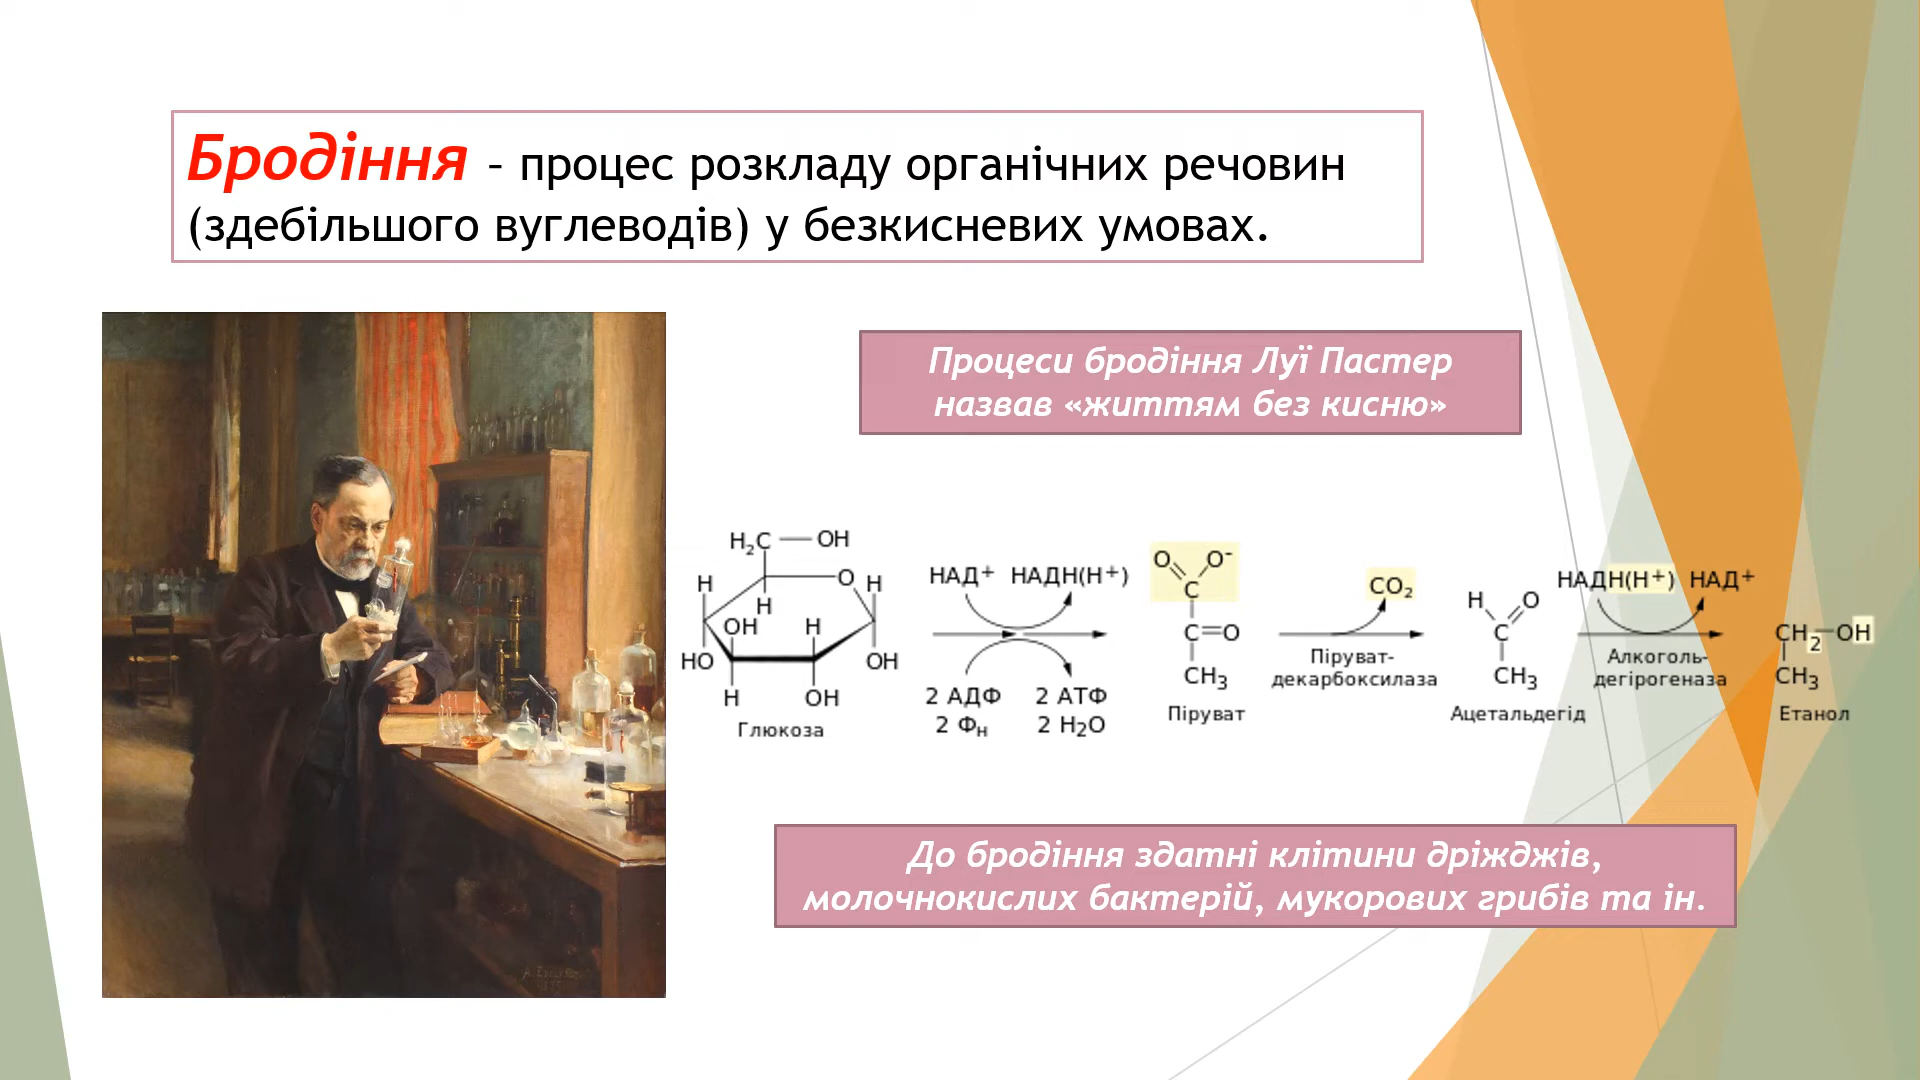 Бродіння – процес розкладу органічних речовин
(здебільшого вуглеводів) у безкисневих умовах.
Процеси бродіння Луї Пастер
назвав «життям без кисню»
H₂C — OH
H
O
H
H
OH
H
HO
OH
H
OH
Глюкоза
НАД⁺ НАДН(Н⁺)
2 АДФ 2 АТФ
2 Фн 2 H₂O
O O⁻
C
C=O
CH₃
Піруват
CO₂
Піруват-
декарбоксилаза
H O
C
CH₃
Ацетальдегід
НАДН(Н⁺) НАД⁺
Алкоголь-
дегірогеназа
CH₂—OH
CH₃
Етанол
До бродіння здатні клітини дріжджів,
молочнокислих бактерій, мукорових грибів та ін.